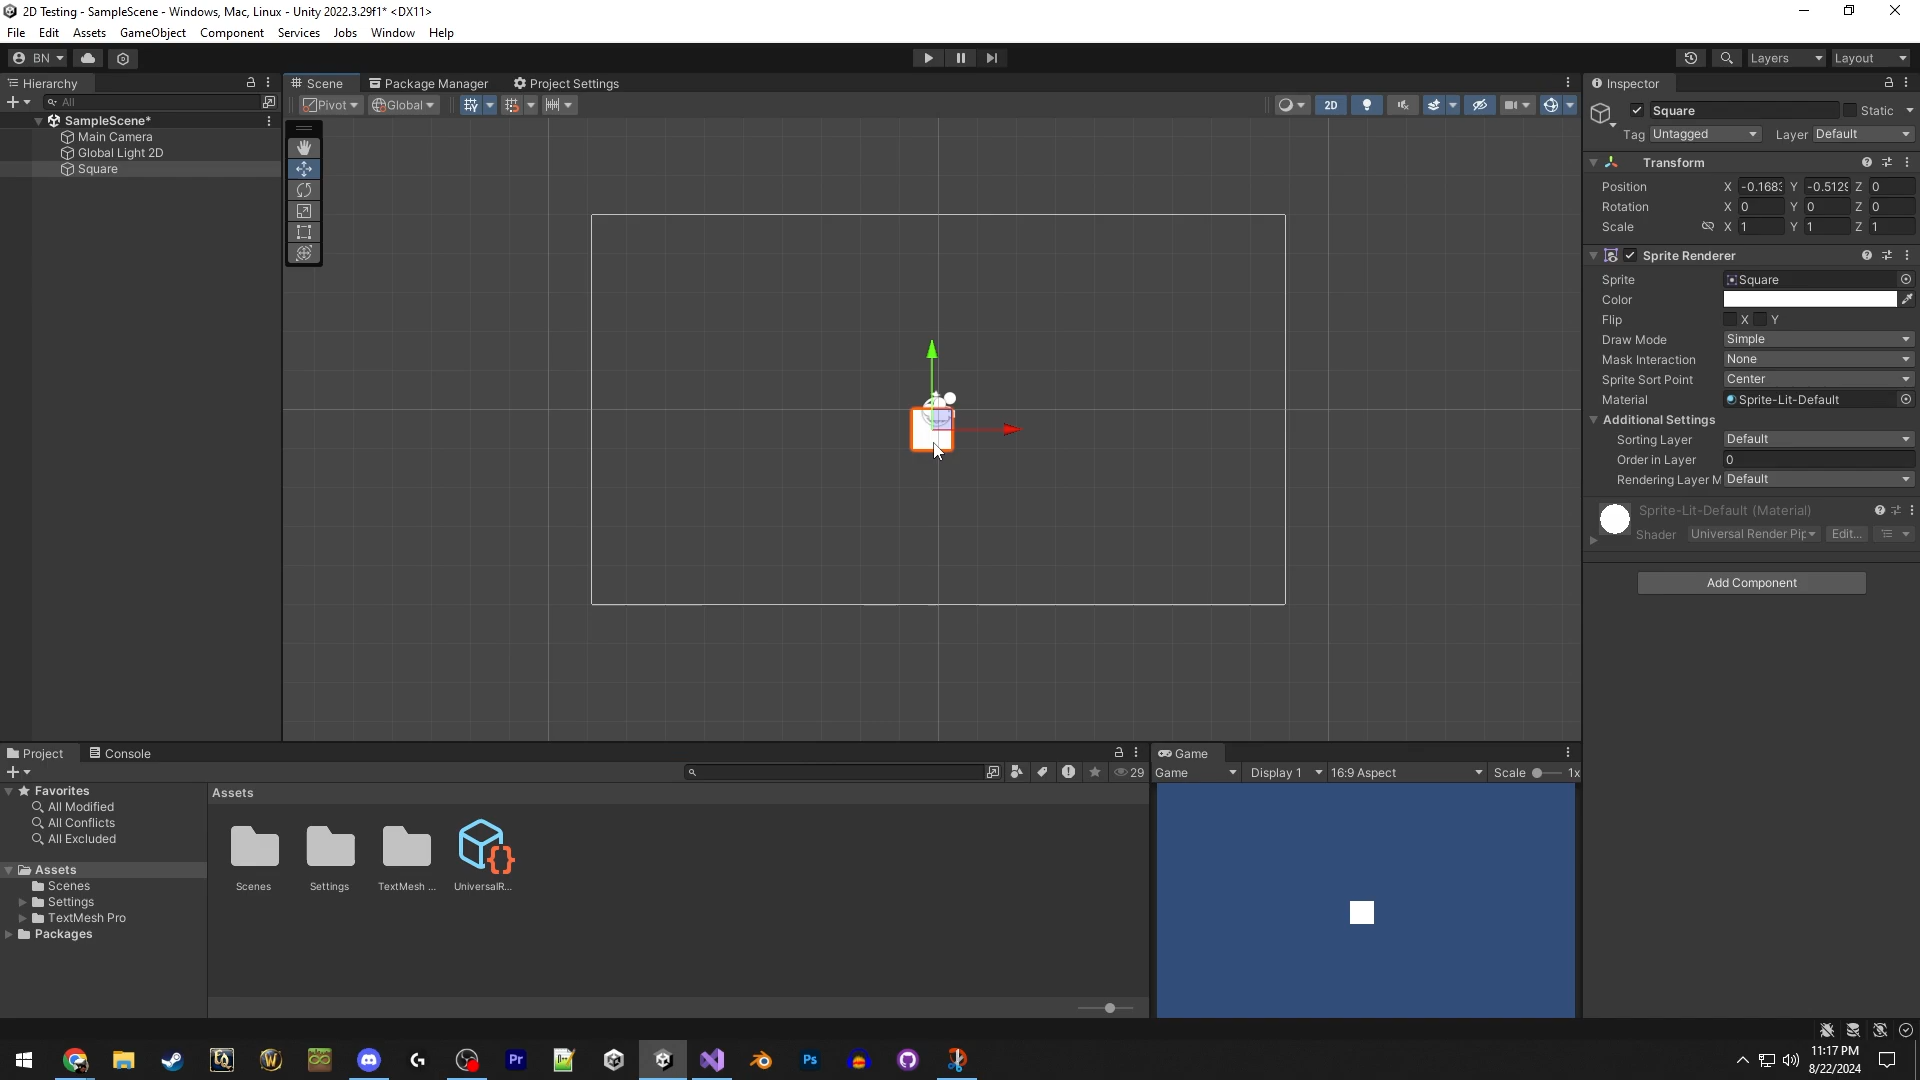 2D Testing - SampleScene - Windows, Mac, Linux - Unity 2022.3.29f1* <DX11>
File Edit Assets GameObject Component Services Jobs Window Help
BN Layers Layout
Hierarchy Scene Package Manager Project Settings Inspector
All Pivot Global 2D
SampleScene*
Main Camera
Global Light 2D
Square
Square Static
Tag Untagged Layer Default
Transform
Position X -0.1683 Y -0.5129 Z 0
Rotation X 0 Y 0 Z 0
Scale X 1 Y 1 Z 1
Sprite Renderer
Sprite Square
Color
Flip X Y
Draw Mode Simple
Mask Interaction None
Sprite Sort Point Center
Material Sprite-Lit-Default
Additional Settings
Sorting Layer Default
Order in Layer 0
Rendering Layer M Default
Sprite-Lit-Default (Material)
Shader Universal Render Pip Edit...
Add Component
Project Console
29
Favorites
All Modified
All Conflicts
All Excluded
Assets
Scenes
Settings
TextMesh Pro
Packages
Assets
Scenes Settings TextMesh ... UniversalR...
Game
Game Display 1 16:9 Aspect Scale 1x
Pr Ps
11:17 PM
8/22/2024